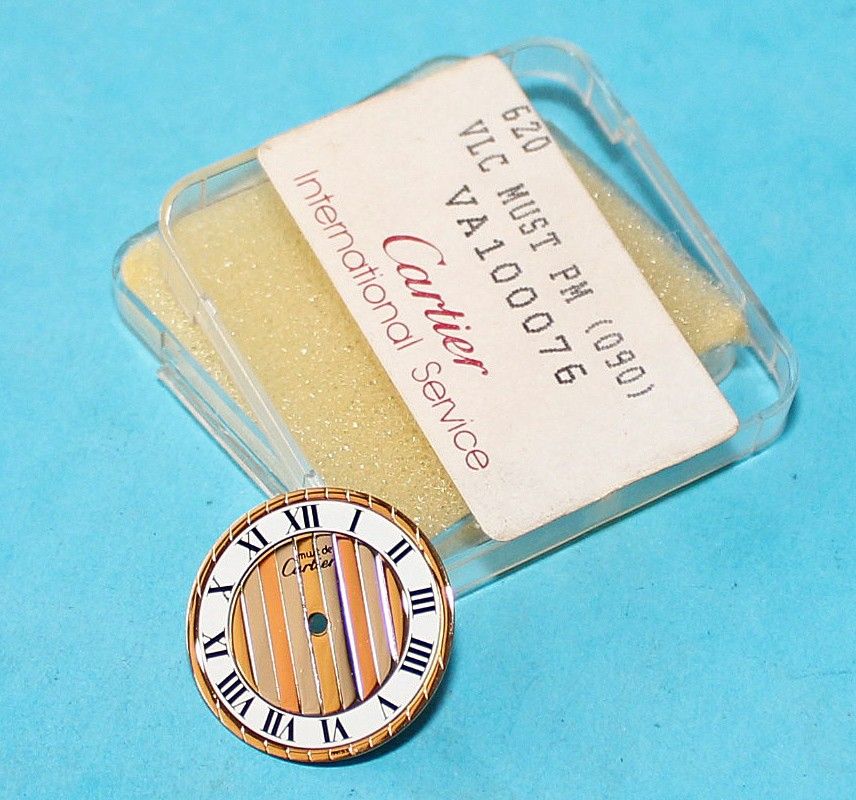 620
VLC MUST PM (090)
VA100076
Cartier
International Service
XII
I
II
III
IIII
V
VI
VII
VIII
IX
X
XI
must de
Cartier